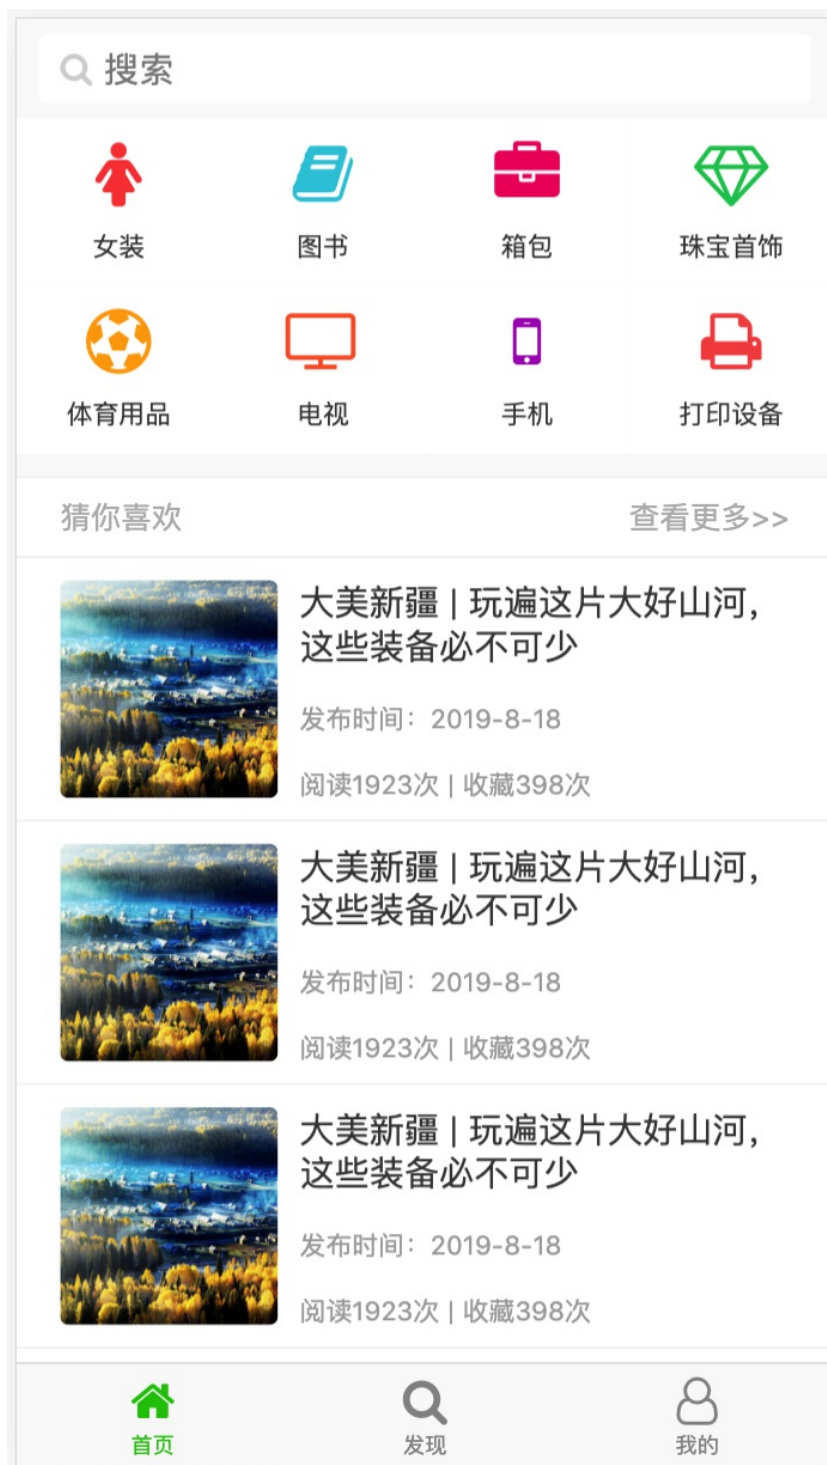 搜索
女装
图书
箱包
珠宝首饰
体育用品
电视
手机
打印设备
猜你喜欢
查看更多>>
大美新疆 | 玩遍这片大好山河,
这些装备必不可少
发布时间：2019-8-18
阅读1923次 | 收藏398次
大美新疆 | 玩遍这片大好山河,
这些装备必不可少
发布时间：2019-8-18
阅读1923次 | 收藏398次
大美新疆 | 玩遍这片大好山河,
这些装备必不可少
发布时间：2019-8-18
阅读1923次 | 收藏398次
首页
发现
我的